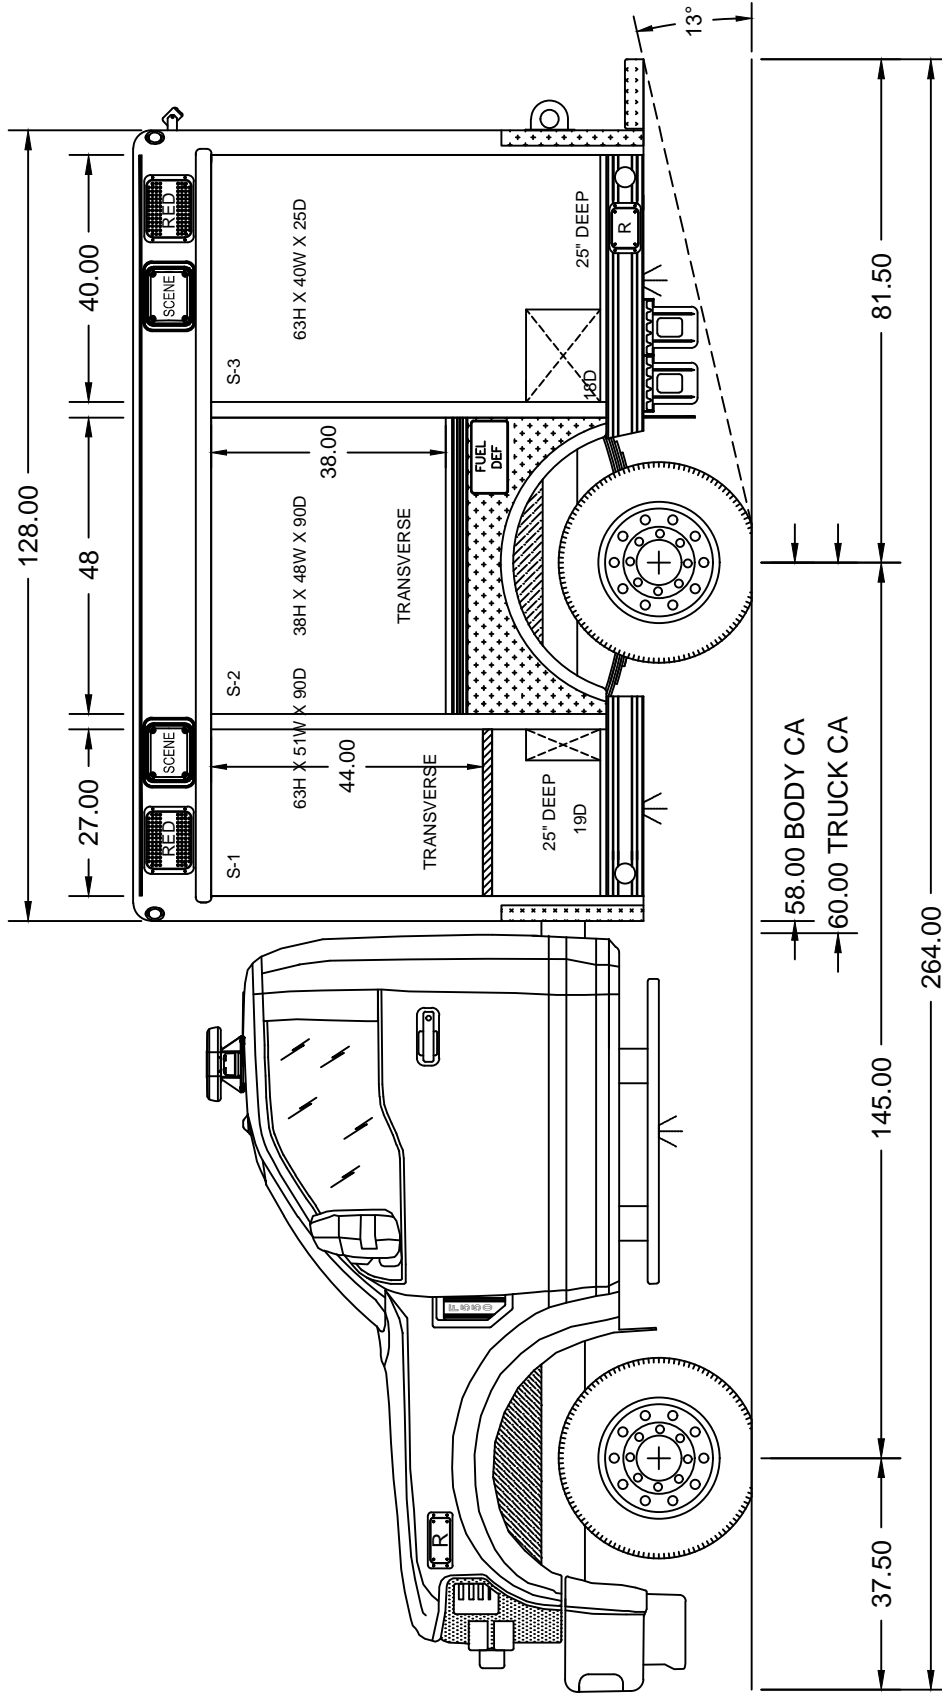 128.00
27.00
48
40.00
RED
SCENE
SCENE
RED
S-1
S-2
S-3
63H X 51W X 90D
38H X 48W X 90D
63H X 40W X 25D
44.00
38.00
TRANSVERSE
TRANSVERSE
FUEL
DEF
25" DEEP
19D
25" DEEP
18D
R
R
F550
13°
58.00 BODY CA
60.00 TRUCK CA
37.50
145.00
81.50
264.00